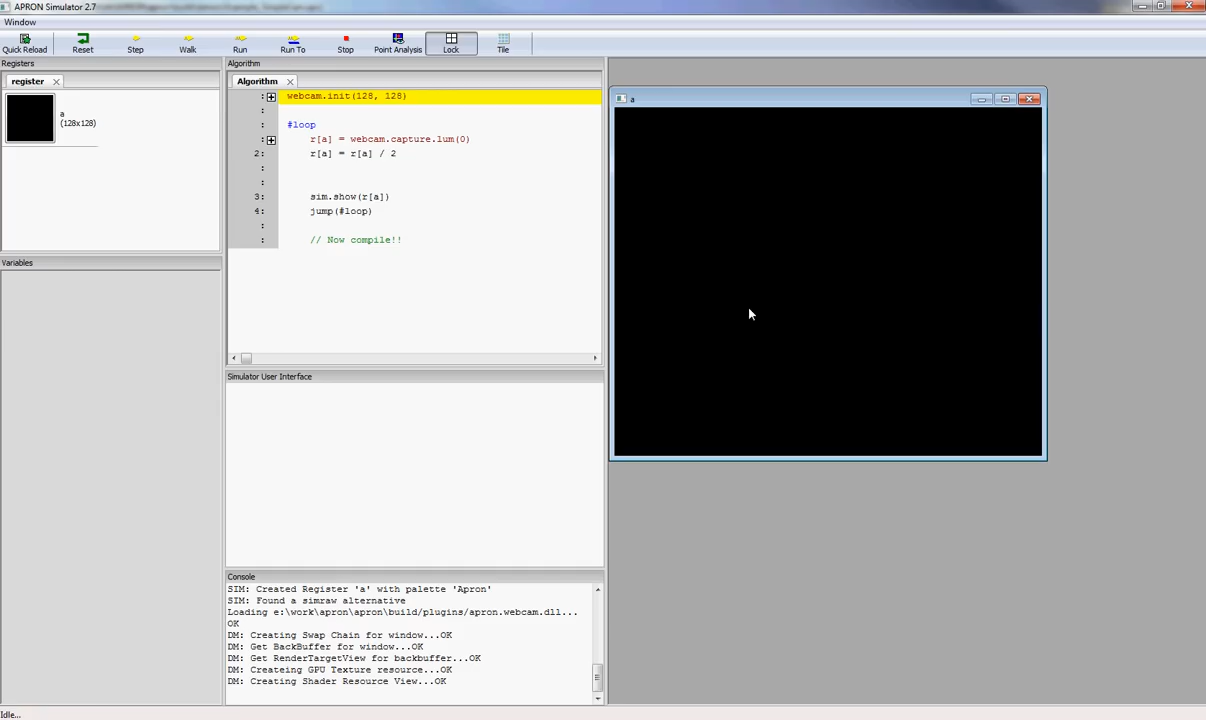 APRON Simulator 2.7
Window
Quick Reload Reset Step Walk Run Run To Stop Point Analysis Lock Tile
Registers
register
a
(128x128)
Variables
Algorithm
Algorithm
: webcam.init(128, 128)
:
: #loop
: r[a] = webcam.capture.lum(0)
2: r[a] = r[a] / 2
:
:
3: sim.show(r[a])
4: jump(#loop)
:
: // Now compile!!
Simulator User Interface
Console
SIM: Created Register 'a' with palette 'Apron'
SIM: Found a simraw alternative
Loading e:\work\apron\apron\build/plugins/apron.webcam.dll...
OK
DM: Creating Swap Chain for window...OK
DM: Get BackBuffer for window...OK
DM: Get RenderTargetView for backbuffer...OK
DM: Createing GPU Texture resource...OK
DM: Creating Shader Resource View...OK
a
Idle...